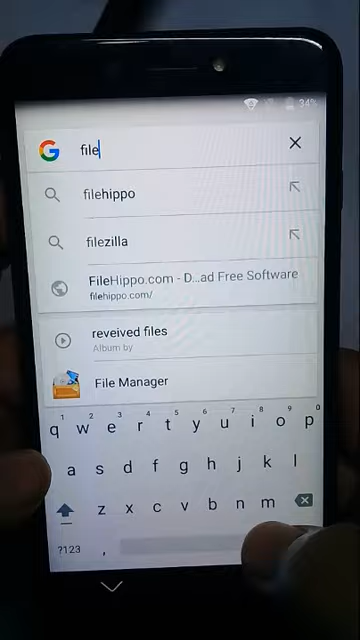 34%
file
filehippo
filezilla
FileHippo.com - D...ad Free Software
filehippo.com/
reveived files
Album by
File Manager
1 2 3 4 5 6 7 8 9 0
q w e r t y u i o p
a s d f g h j k l
z x c v b n m
?123 ,